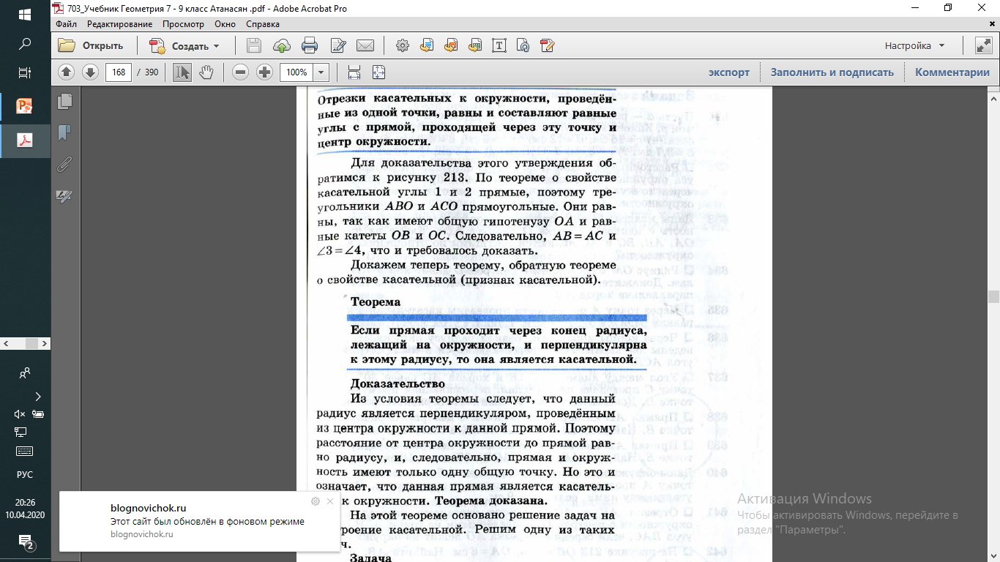 703_Учебник Геометрия 7 - 9 класс Атанасян .pdf - Adobe Acrobat Pro
Файл Редактирование Просмотр Окно Справка
Открыть Создать Настройка
168 / 390 100% экспорт Заполнить и подписать Комментарии
Отрезки касательных к окружности, проведён-
ные из одной точки, равны и составляют равные
углы с прямой, проходящей через эту точку и
центр окружности.
Для доказательства этого утверждения об-
ратимся к рисунку 213. По теореме о свойстве
касательной углы 1 и 2 прямые, поэтому тре-
угольники ABO и ACO прямоугольные. Они рав-
ны, так как имеют общую гипотенузу OA и рав-
ные катеты OB и OC. Следовательно, AB = AC и
∠3 = ∠4, что и требовалось доказать.
Докажем теперь теорему, обратную теореме
о свойстве касательной (признак касательной).
Теорема
Если прямая проходит через конец радиуса,
лежащий на окружности, и перпендикулярна
к этому радиусу, то она является касательной.
Доказательство
Из условия теоремы следует, что данный
радиус является перпендикуляром, проведённым
из центра окружности к данной прямой. Поэтому
расстояние от центра окружности до прямой рав-
но радиусу, и, следовательно, прямая и окруж-
ность имеют только одну общую точку. Но это и
означает, что данная прямая является касатель-
к окружности. Теорема доказана.
На этой теореме основано решение задач на
роение касательной. Решим одну из таких
ч.
Задача
РУС
20:26
10.04.2020
2
blognovichok.ru
Этот сайт был обновлён в фоновом режиме
blognovichok.ru
Активация Windows
Чтобы активировать Windows, перейдите в
раздел "Параметры".